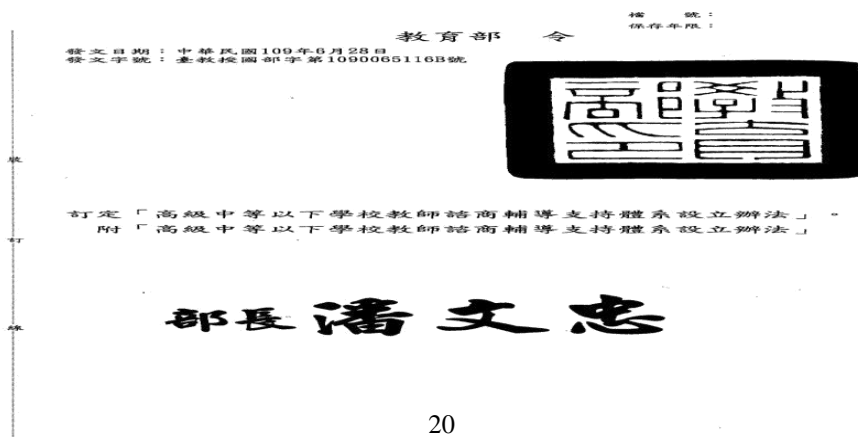 檔　　號：
保存年限：
教育部　令
發文日期：中華民國109年6月28日
發文字號：臺教授國部字第1090065116B號
裝
訂定「高級中等以下學校教師諮商輔導支持體系設立辦法」。
附「高級中等以下學校教師諮商輔導支持體系設立辦法」
訂
部長 潘文忠
線
20